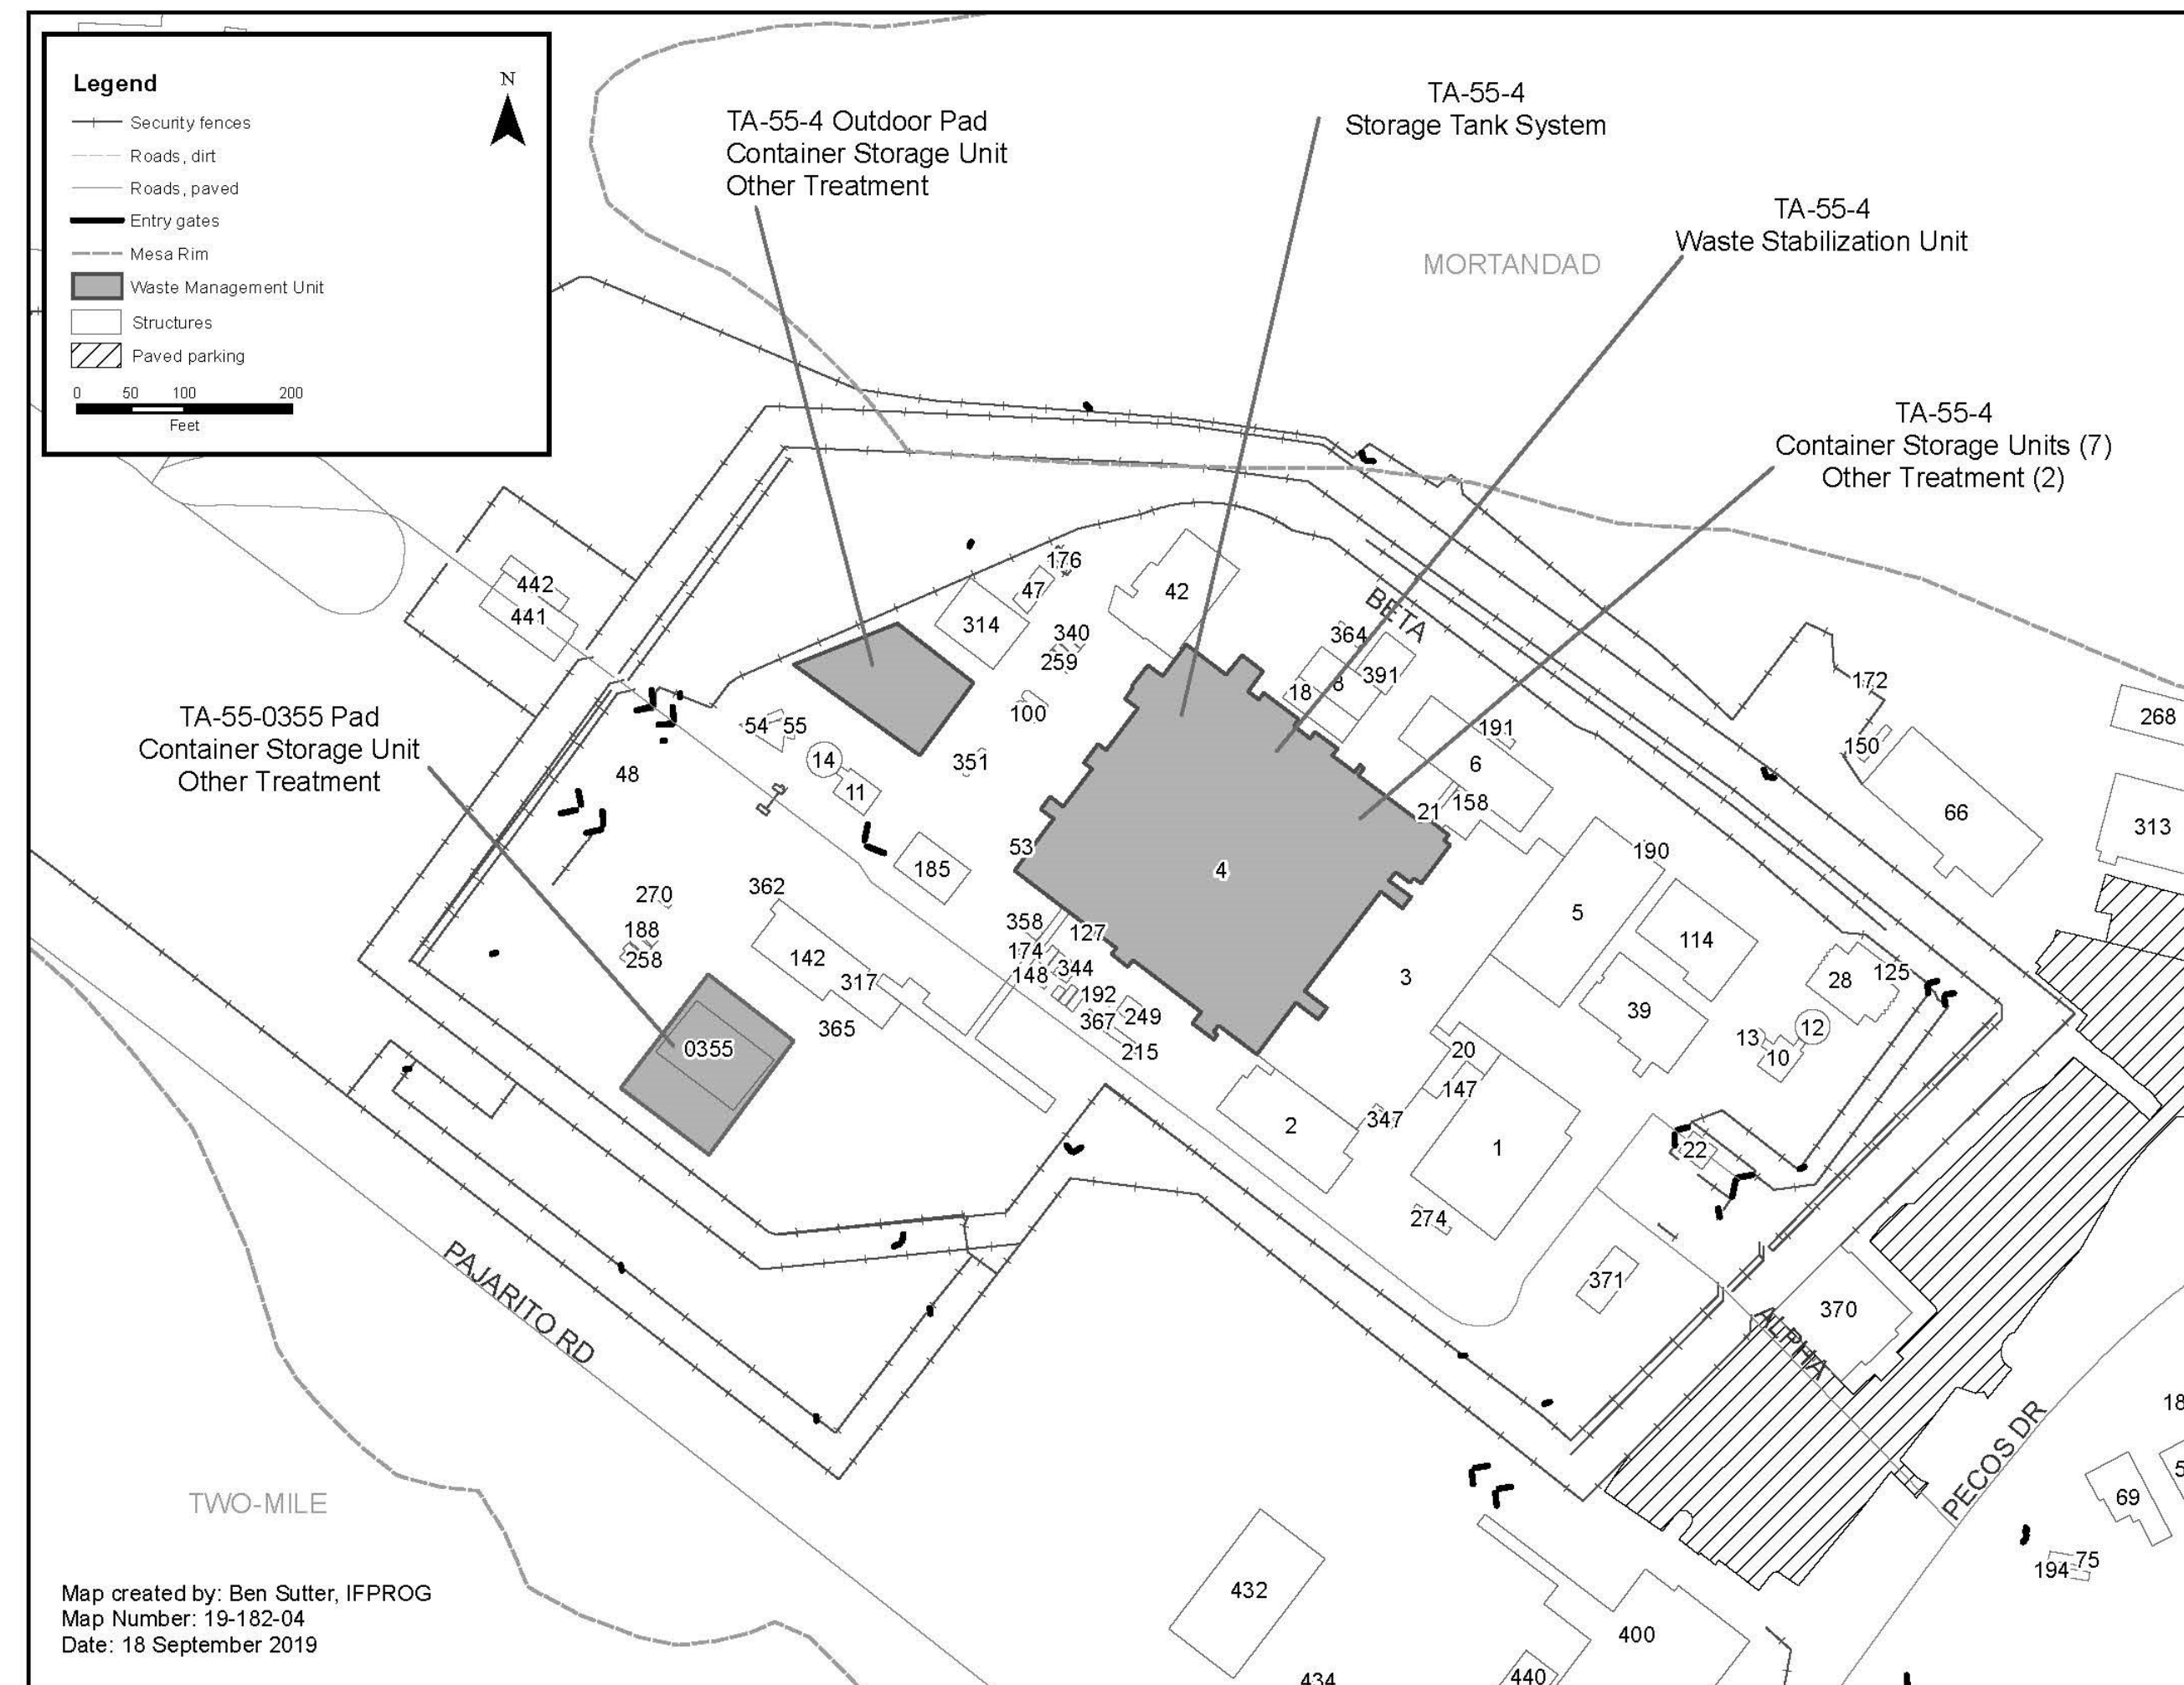 Legend
N
Security fences
Roads, dirt
Roads, paved
Entry gates
Mesa Rim
Waste Management Unit
Structures
Paved parking
0 50 100 200
Feet
TA-55-4 Outdoor Pad
Container Storage Unit
Other Treatment
TA-55-4
Storage Tank System
TA-55-4
Waste Stabilization Unit
MORTANDAD
TA-55-4
Container Storage Units (7)
Other Treatment (2)
TA-55-0355 Pad
Container Storage Unit
Other Treatment
442
441
176
47
42
314
340
259
100
BETA
364
391
18
8
172
268
150
66
313
54
55
14
11
351
48
191
6
158
21
53
185
4
190
5
114
270
188
258
362
142
317
365
0355
358
127
174
148
344
192
367
249
215
3
39
28
125
12
13
10
20
147
347
2
1
22
274
371
370
ALPHA
PAJARITO RD
PECOS DR
18
5
69
75
194
TWO-MILE
432
400
434
440
Map created by: Ben Sutter, IFPROG
Map Number: 19-182-04
Date: 18 September 2019